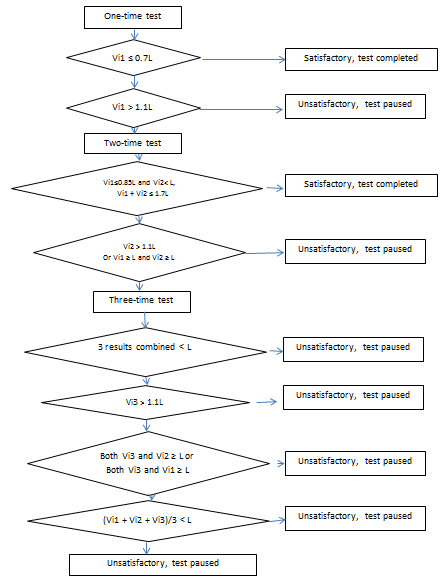 One-time test
Vi1 ≤ 0.7L
Satisfactory, test completed
Vi1 > 1.1L
Unsatisfactory, test paused
Two-time test
Vi1≤0.85L and Vi2< L,
Vi1 + Vi2 ≤ 1.7L
Satisfactory, test completed
Vi2 > 1.1L
Or Vi1 ≥ L and Vi2 ≥ L
Unsatisfactory, test paused
Three-time test
3 results combined < L
Unsatisfactory, test paused
Vi3 > 1.1L
Unsatisfactory, test paused
Both Vi3 and Vi2 ≥ L or
Both Vi3 and Vi1 ≥ L
Unsatisfactory, test paused
(Vi1 + Vi2 + Vi3)/3 < L
Unsatisfactory, test paused
Unsatisfactory, test paused